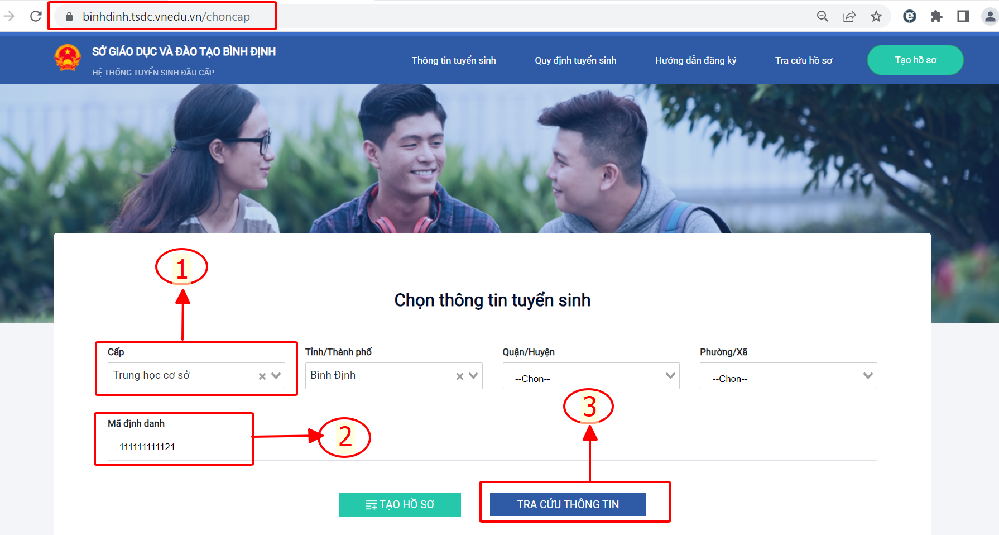 binhdinh.tsdc.vnedu.vn/choncap
SỞ GIÁO DỤC VÀ ĐÀO TẠO BÌNH ĐỊNH
HỆ THỐNG TUYỂN SINH ĐẦU CẤP
Thông tin tuyển sinh
Quy định tuyển sinh
Hướng dẫn đăng ký
Tra cứu hồ sơ
Tạo hồ sơ
1
Chọn thông tin tuyển sinh
Cấp
Tỉnh/Thành phố
Quận/Huyện
Phường/Xã
Trung học cơ sở
Bình Định
--Chọn--
--Chọn--
3
Mã định danh
2
111111111121
TẠO HỒ SƠ
TRA CỨU THÔNG TIN